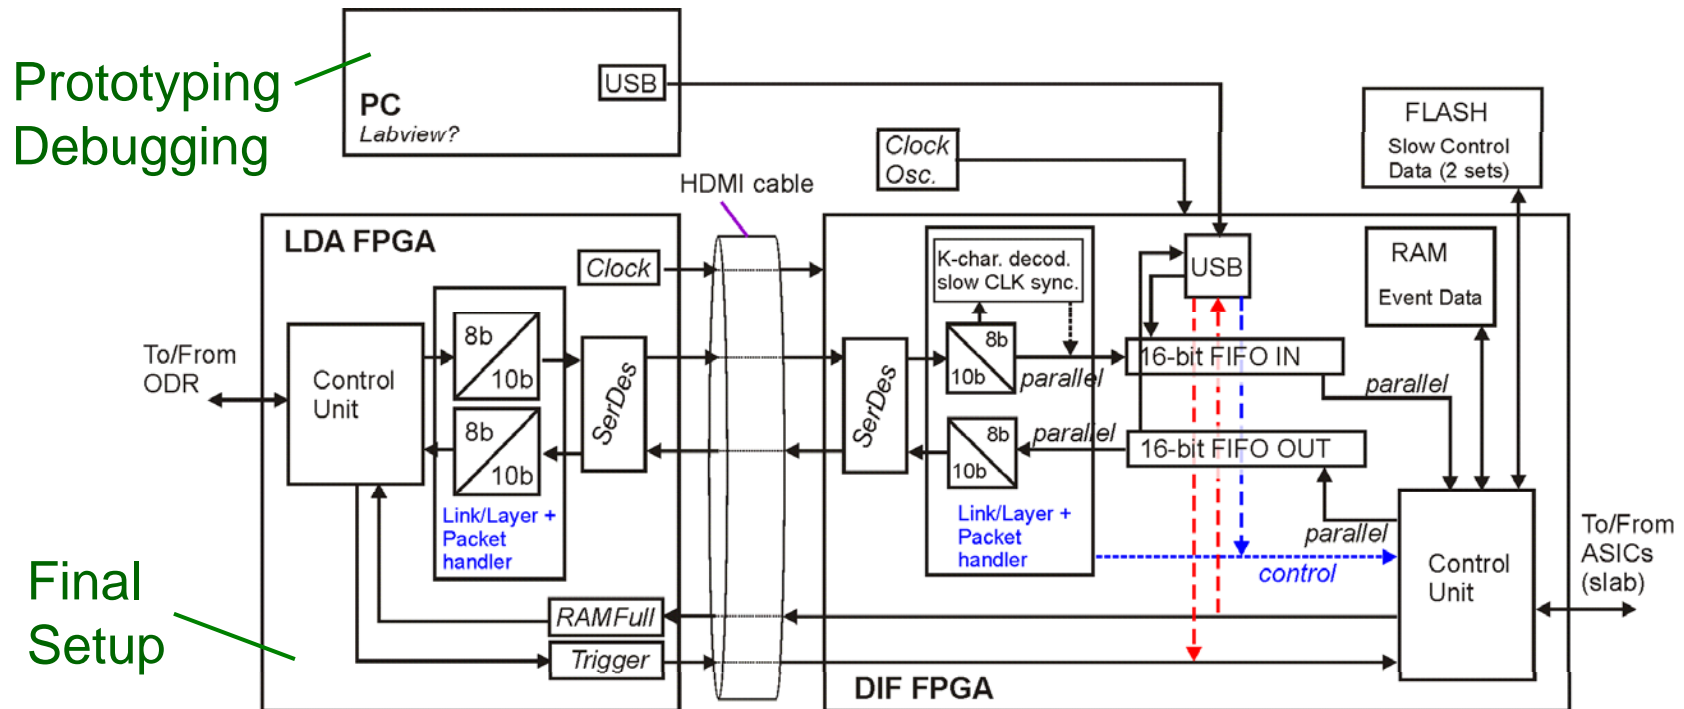 Prototyping
Debugging
PC
Labview?
USB
Clock
Osc.
FLASH
Slow Control
Data (2 sets)
HDMI cable
LDA FPGA
Clock
K-char. decod.
slow CLK sync.
USB
RAM
Event Data
To/From
ODR
Control
Unit
8b
10b
SerDes
SerDes
8b
10b
parallel
16-bit FIFO IN
parallel
8b
10b
8b
10b
parallel
16-bit FIFO OUT
Link/Layer +
Packet
handler
Link/Layer +
Packet
handler
parallel
control
Control
Unit
To/From
ASICs
(slab)
Final
Setup
RAMFull
Trigger
DIF FPGA